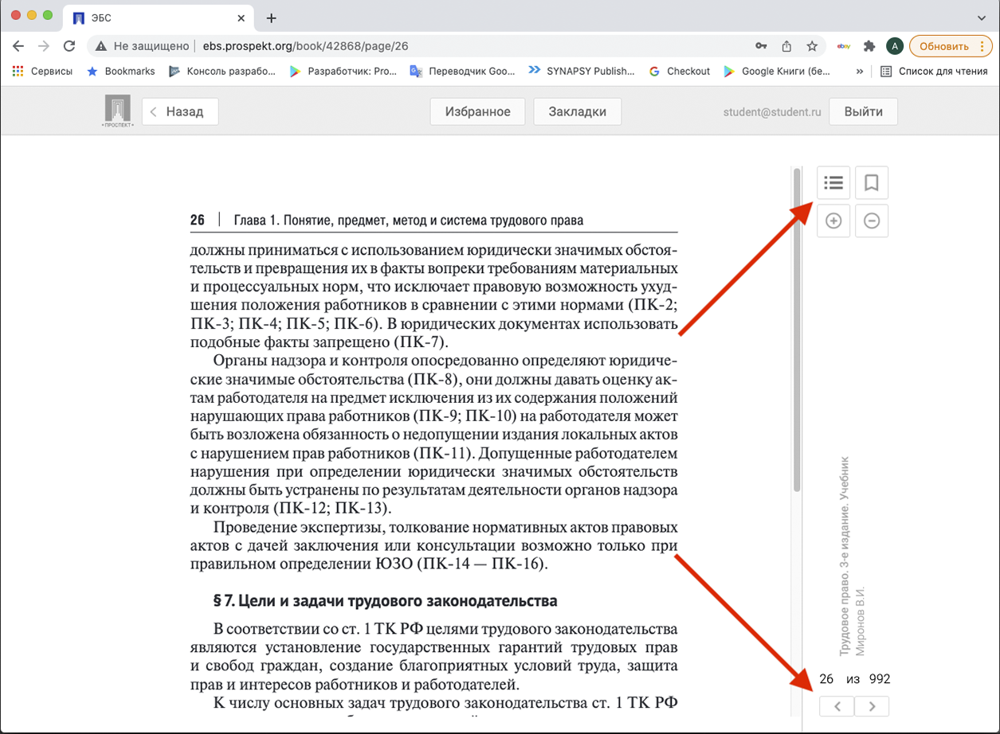 ЭБС
Не защищено
ebs.prospekt.org/book/42868/page/26
ebay
A
Обновить
Сервисы
Bookmarks
Консоль разрабо...
Разработчик: Pro...
Переводчик Goo...
SYNAPSY Publish...
Checkout
Google Книги (бе...
»
Список для чтения
•ПРОСПЕКТ•
Назад
Избранное
Закладки
student@student.ru
Выйти
26 | Глава 1. Понятие, предмет, метод и система трудового права
должны приниматься с использованием юридически значимых обстоя-
тельств и превращения их в факты вопреки требованиям материальных
и процессуальных норм, что исключает правовую возможность ухуд-
шения положения работников в сравнении с этими нормами (ПК-2;
ПК-3; ПК-4; ПК-5; ПК-6). В юридических документах использовать
подобные факты запрещено (ПК-7).
Органы надзора и контроля опосредованно определяют юридиче-
ские значимые обстоятельства (ПК-8), они должны давать оценку ак-
там работодателя на предмет исключения из их содержания положений
нарушающих права работников (ПК-9; ПК-10) на работодателя может
быть возложена обязанность о недопущении издания локальных актов
с нарушением прав работников (ПК-11). Допущенные работодателем
нарушения при определении юридически значимых обстоятельств
должны быть устранены по результатам деятельности органов надзора
и контроля (ПК-12; ПК-13).
Проведение экспертизы, толкование нормативных актов правовых
актов с дачей заключения или консультации возможно только при
правильном определении ЮЗО (ПК-14 — ПК-16).
§ 7. Цели и задачи трудового законодательства
В соответствии со ст. 1 ТК РФ целями трудового законодательства
являются установление государственных гарантий трудовых прав
и свобод граждан, создание благоприятных условий труда, защита
прав и интересов работников и работодателей.
К числу основных задач трудового законодательства ст. 1 ТК РФ
Трудовое право. 3-е издание. Учебник
Миронов В.И.
26 из 992